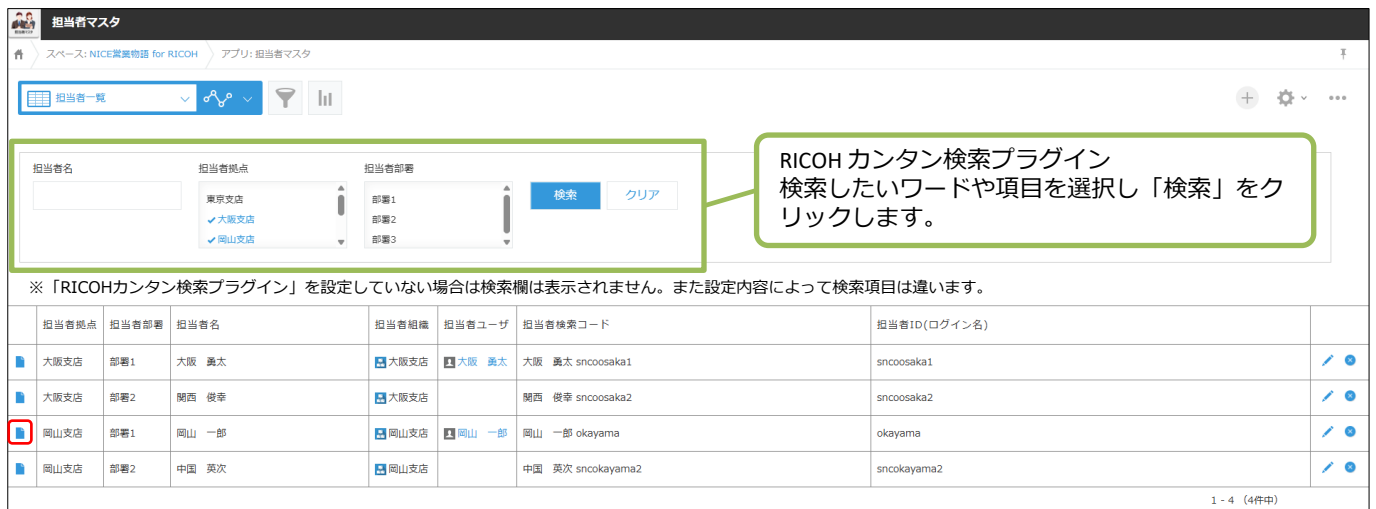 担当者マスタ
スペース: NICE営業物語 for RICOH アプリ: 担当者マスタ
担当者一覧
担当者名 担当者拠点 担当者部署
東京支店 部署1 検索 クリア
大阪支店 部署2
岡山支店 部署3
RICOH カンタン検索プラグイン
検索したいワードや項目を選択し「検索」をク
リックします。
※「RICOHカンタン検索プラグイン」を設定していない場合は検索欄は表示されません。また設定内容によって検索項目は違います。
担当者拠点 担当者部署 担当者名 担当者組織 担当者ユーザ 担当者検索コード 担当者ID(ログイン名)
大阪支店 部署1 大阪 勇太 大阪支店 大阪 勇太 大阪 勇太 sncoosaka1 sncoosaka1
大阪支店 部署2 関西 俊幸 大阪支店 関西 俊幸 sncoosaka2 sncoosaka2
岡山支店 部署1 岡山 一郎 岡山支店 岡山 一郎 岡山 一郎 okayama okayama
岡山支店 部署2 中国 英次 岡山支店 中国 英次 sncokayama2 sncokayama2
1 - 4 (4件中)